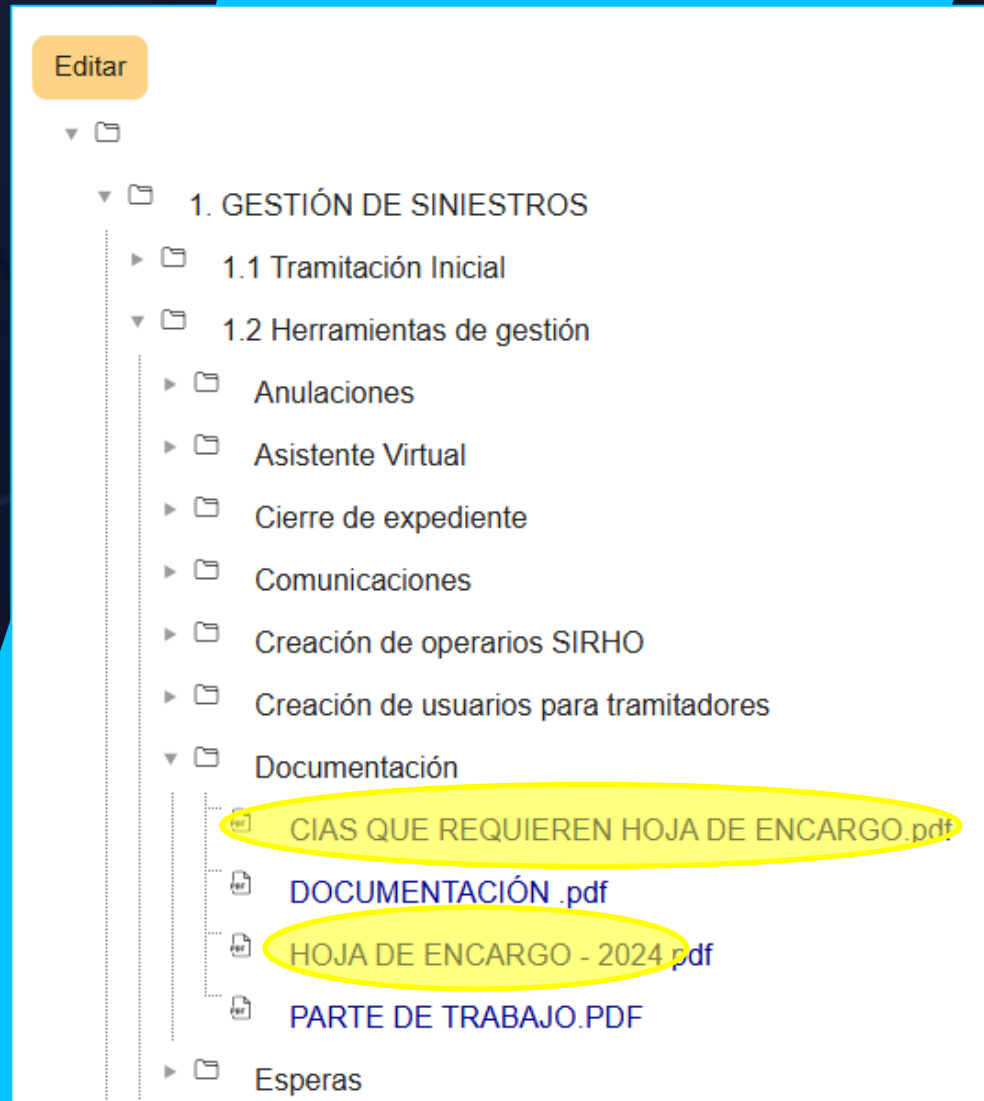 Editar
1. GESTIÓN DE SINIESTROS
1.1 Tramitación Inicial
1.2 Herramientas de gestión
Anulaciones
Asistente Virtual
Cierre de expediente
Comunicaciones
Creación de operarios SIRHO
Creación de usuarios para tramitadores
Documentación
CIAS QUE REQUIEREN HOJA DE ENCARGO.pdf
DOCUMENTACIÓN .pdf
HOJA DE ENCARGO - 2024.pdf
PARTE DE TRABAJO.PDF
Esperas